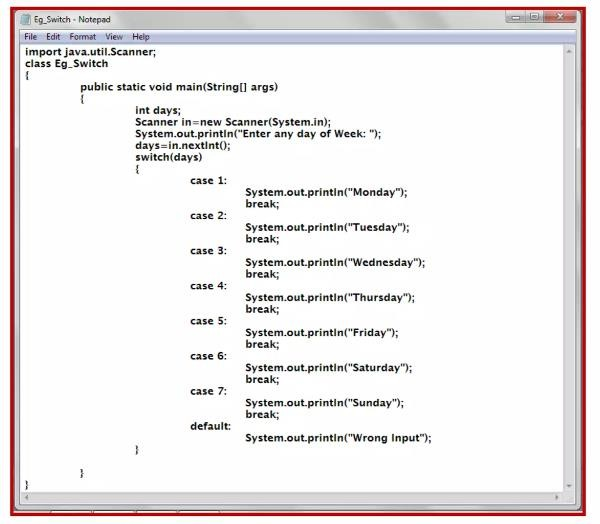 Eg_Switch - Notepad
File Edit Format View Help
import java.util.Scanner;
class Eg_Switch
{
public static void main(String[] args)
{
int days;
Scanner in=new Scanner(System.in);
System.out.println("Enter any day of Week: ");
days=in.nextInt();
switch(days)
{
case 1:
System.out.println("Monday");
break;
case 2:
System.out.println("Tuesday");
break;
case 3:
System.out.println("Wednesday");
break;
case 4:
System.out.println("Thursday");
break;
case 5:
System.out.println("Friday");
break;
case 6:
System.out.println("Saturday");
break;
case 7:
System.out.println("Sunday");
break;
default:
System.out.println("Wrong Input");
}
}
}